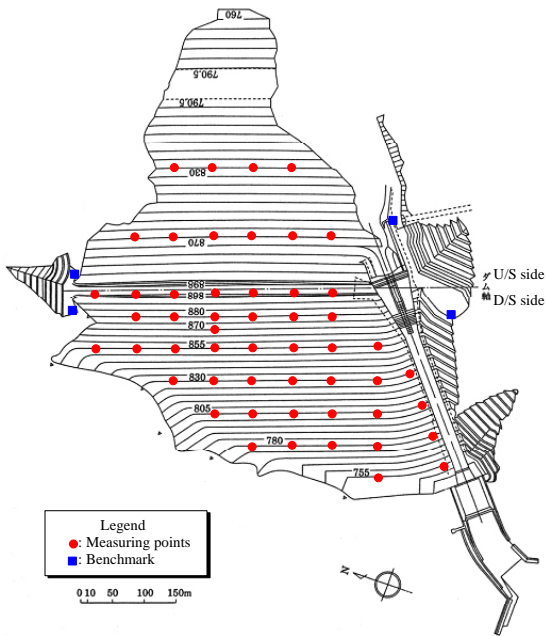 760
790.5
790.5
830
870
898
898
880
870
855
830
805
780
755
U/S side
ダム軸
D/S side
Legend
: Measuring points
: Benchmark
0 10 50 100 150m
N